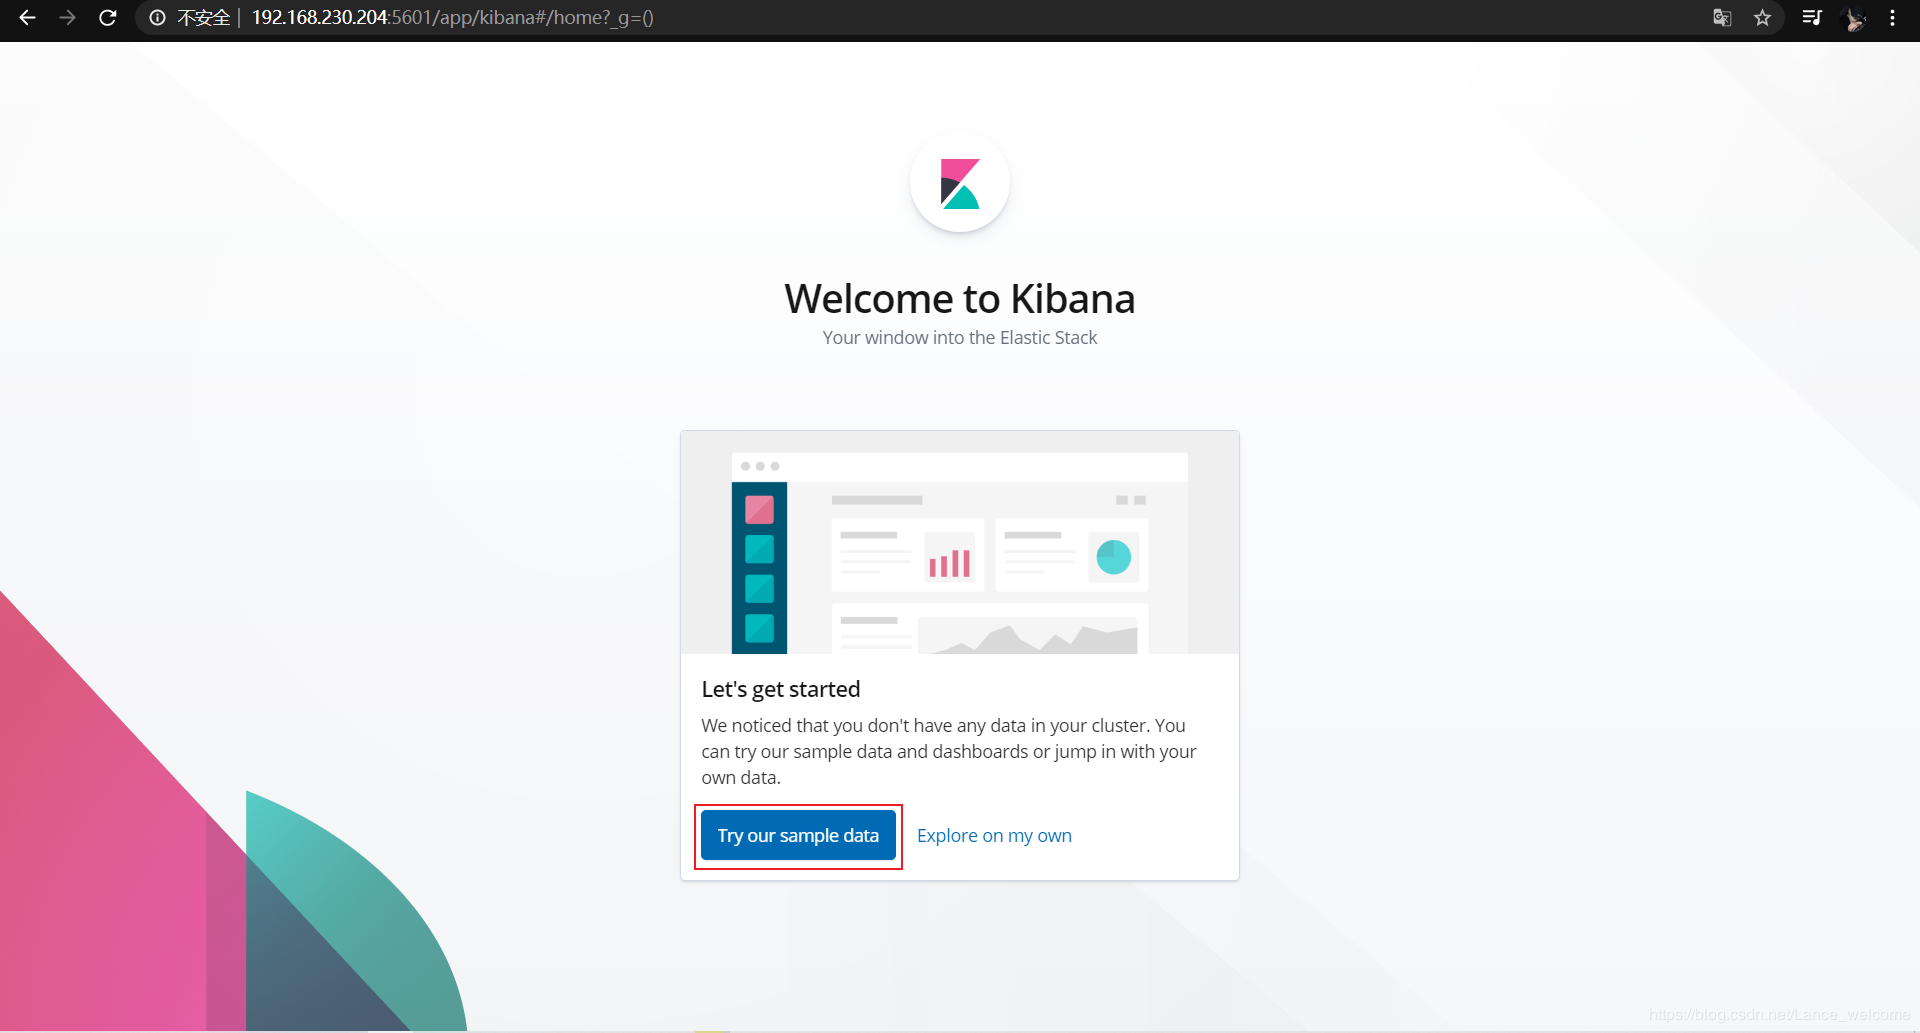 不安全 | 192.168.230.204:5601/app/kibana#/home?_g=()
Welcome to Kibana
Your window into the Elastic Stack
Let's get started
We noticed that you don't have any data in your cluster. You
can try our sample data and dashboards or jump in with your
own data.
Try our sample data Explore on my own
https://blog.csdn.net/Lance_welcome